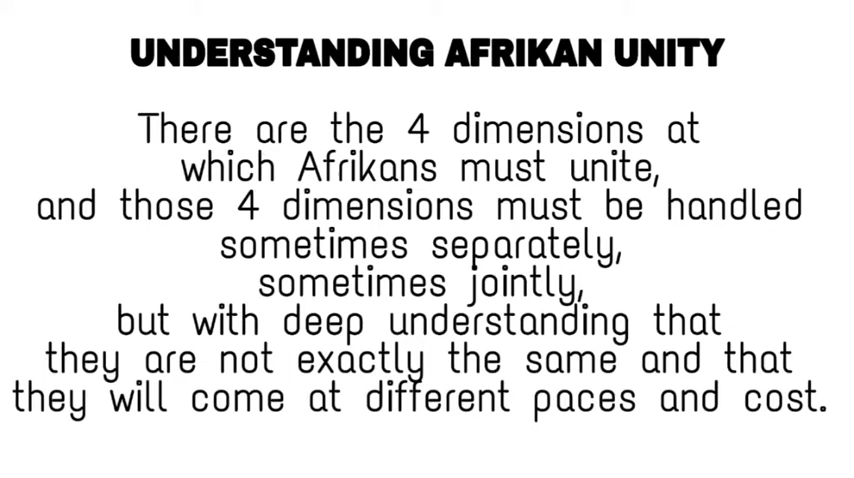 UNDERSTANDING AFRIKAN UNITY
There are the 4 dimensions at
which Afrikans must unite,
and those 4 dimensions must be handled
sometimes separately,
sometimes jointly,
but with deep understanding that
they are not exactly the same and that
they will come at different paces and cost.